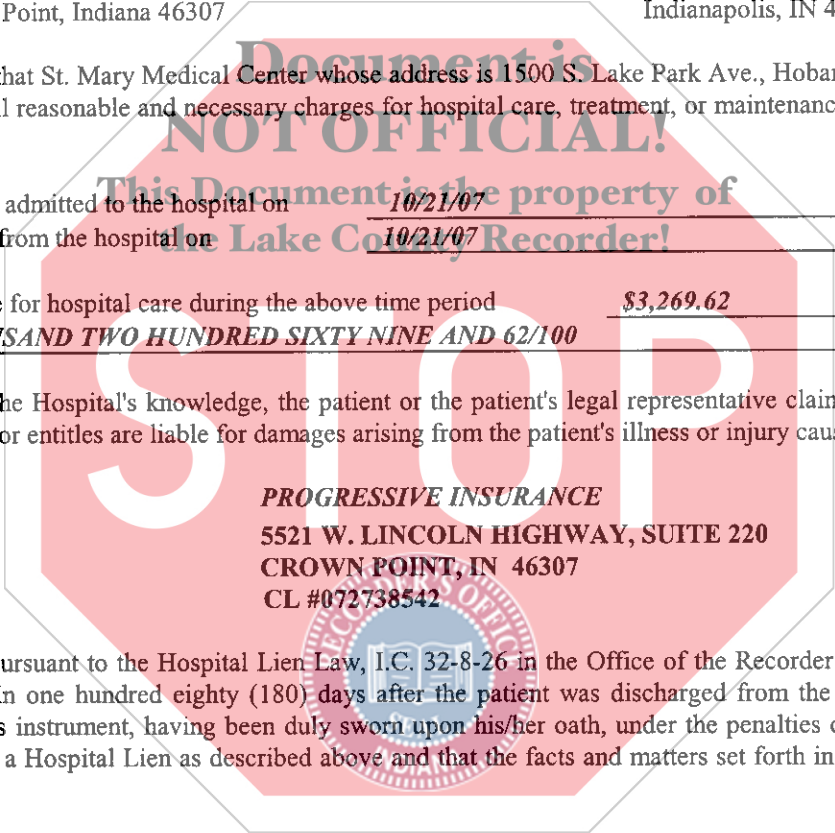 Point, Indiana 46307 Indianapolis, IN 4
Document is
that St. Mary Medical Center whose address is 1500 S. Lake Park Ave., Hobar
l reasonable and necessary charges for hospital care, treatment, or maintenanc
NOT OFFICIAL!
This Document is the property of
admitted to the hospital on 10/21/07
from the hospital on 10/21/07
the Lake County Recorder!
e for hospital care during the above time period $3,269.62
SAND TWO HUNDRED SIXTY NINE AND 62/100
STOP
he Hospital's knowledge, the patient or the patient's legal representative claim
or entitles are liable for damages arising from the patient's illness or injury cau
PROGRESSIVE INSURANCE
5521 W. LINCOLN HIGHWAY, SUITE 220
CROWN POINT, IN 46307
CL #072738542
RECORDER'S OFFICE
ursuant to the Hospital Lien Law, I.C. 32-8-26 in the Office of the Recorder
in one hundred eighty (180) days after the patient was discharged from the
s instrument, having been duly sworn upon his/her oath, under the penalties
SEAL
a Hospital Lien as described above and that the facts and matters set forth in
INDIANA